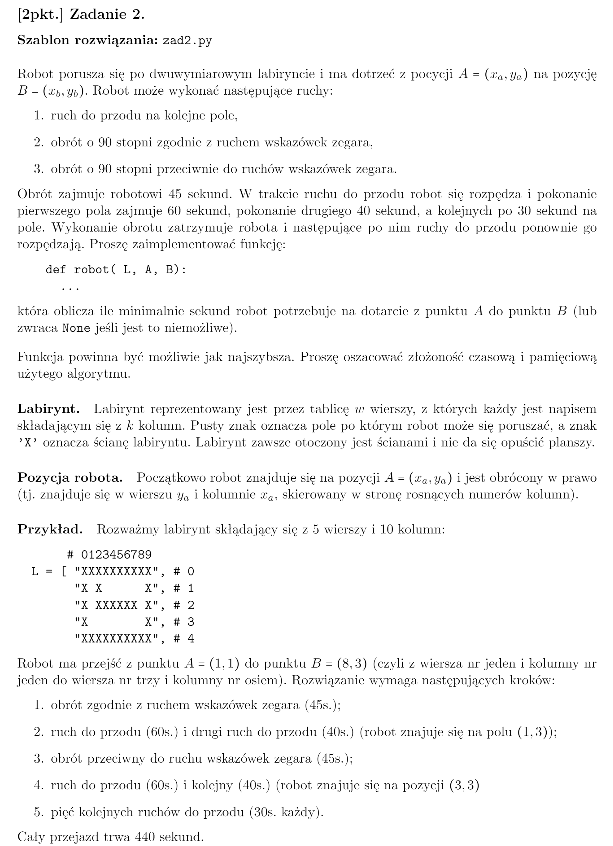 [2pkt.] Zadanie 2.
Szablon rozwiązania: zad2.py
Robot porusza się po dwuwymiarowym labiryncie i ma dotrzeć z pocycji A = (xₐ, yₐ) na pozycję
B = (x_b, y_b). Robot może wykonać następujące ruchy:
1. ruch do przodu na kolejne pole,
2. obrót o 90 stopni zgodnie z ruchem wskazówek zegara,
3. obrót o 90 stopni przeciwnie do ruchów wskazówek zegara.
Obrót zajmuje robotowi 45 sekund. W trakcie ruchu do przodu robot się rozpędza i pokonanie
pierwszego pola zajmuje 60 sekund, pokonanie drugiego 40 sekund, a kolejnych po 30 sekund na
pole. Wykonanie obrotu zatrzymuje robota i następujące po nim ruchy do przodu ponownie go
rozpędzają. Proszę zaimplementować funkcję:
def robot( L, A, B):
...
która oblicza ile minimalnie sekund robot potrzebuje na dotarcie z punktu A do punktu B (lub
zwraca None jeśli jest to niemożliwe).
Funkcja powinna być możliwie jak najszybsza. Proszę oszacować złożoność czasową i pamięciową
użytego algorytmu.
Labirynt. Labirynt reprezentowany jest przez tablicę w wierszy, z których każdy jest napisem
składającym się z k kolumn. Pusty znak oznacza pole po którym robot może się poruszać, a znak
'X' oznacza ścianę labiryntu. Labirynt zawsze otoczony jest ścianami i nie da się opuścić planszy.
Pozycja robota. Początkowo robot znajduje się na pozycji A = (xₐ, yₐ) i jest obrócony w prawo
(tj. znajduje się w wierszu yₐ i kolumnie xₐ, skierowany w stronę rosnących numerów kolumn).
Przykład. Rozważmy labirynt skłądający się z 5 wierszy i 10 kolumn:
# 0123456789
L = [ "XXXXXXXXXX", # 0
"X X      X", # 1
"X XXXXXX X", # 2
"X        X", # 3
"XXXXXXXXXX", # 4
Robot ma przejść z punktu A = (1, 1) do punktu B = (8, 3) (czyli z wiersza nr jeden i kolumny nr
jeden do wiersza nr trzy i kolumny nr osiem). Rozwiązanie wymaga następujących kroków:
1. obrót zgodnie z ruchem wskazówek zegara (45s.);
2. ruch do przodu (60s.) i drugi ruch do przodu (40s.) (robot znajuje się na polu (1, 3));
3. obrót przeciwny do ruchu wskazówek zegara (45s.);
4. ruch do przodu (60s.) i kolejny (40s.) (robot znajuje się na pozycji (3, 3)
5. pięć kolejnych ruchów do przodu (30s. każdy).
Cały przejazd trwa 440 sekund.